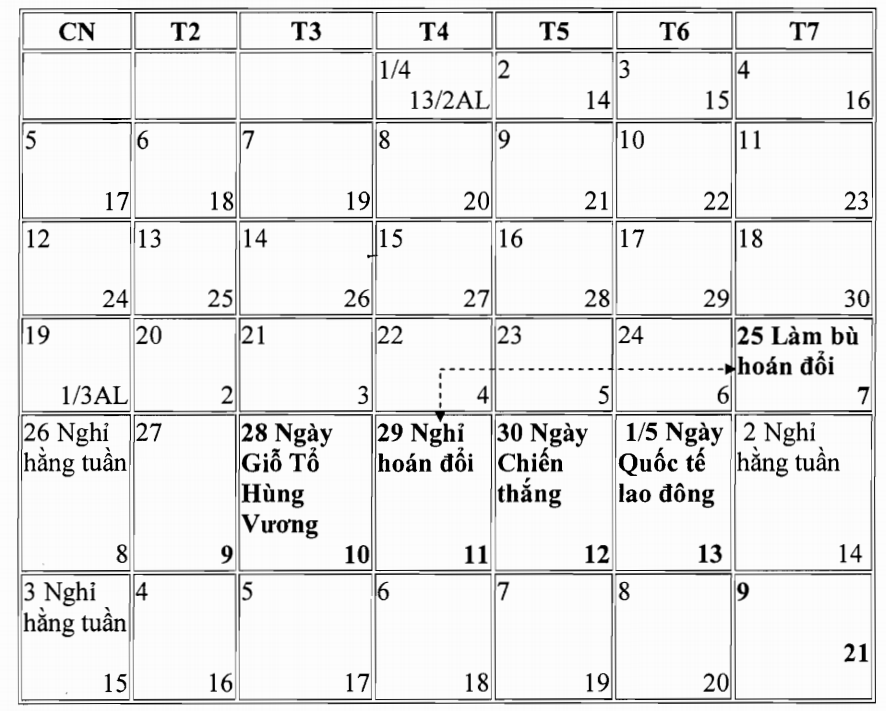 CN T2 T3 T4 T5 T6 T7
1/4 2 3 4
13/2AL 14 15 16
5 6 7 8 9 10 11
17 18 19 20 21 22 23
12 13 14 15 16 17 18
24 25 26 27 28 29 30
19 20 21 22 23 24 25 Làm bù
hoán đổi
1/3AL 2 3 4 5 6 7
26 Nghỉ 27 28 Ngày 29 Nghỉ 30 Ngày 1/5 Ngày 2 Nghỉ
hằng tuần Giỗ Tổ hoán đổi Chiến Quốc tế hằng tuần
Hùng thắng lao đông
Vương
8 9 10 11 12 13 14
3 Nghỉ 4 5 6 7 8 9
hằng tuần
21
15 16 17 18 19 20